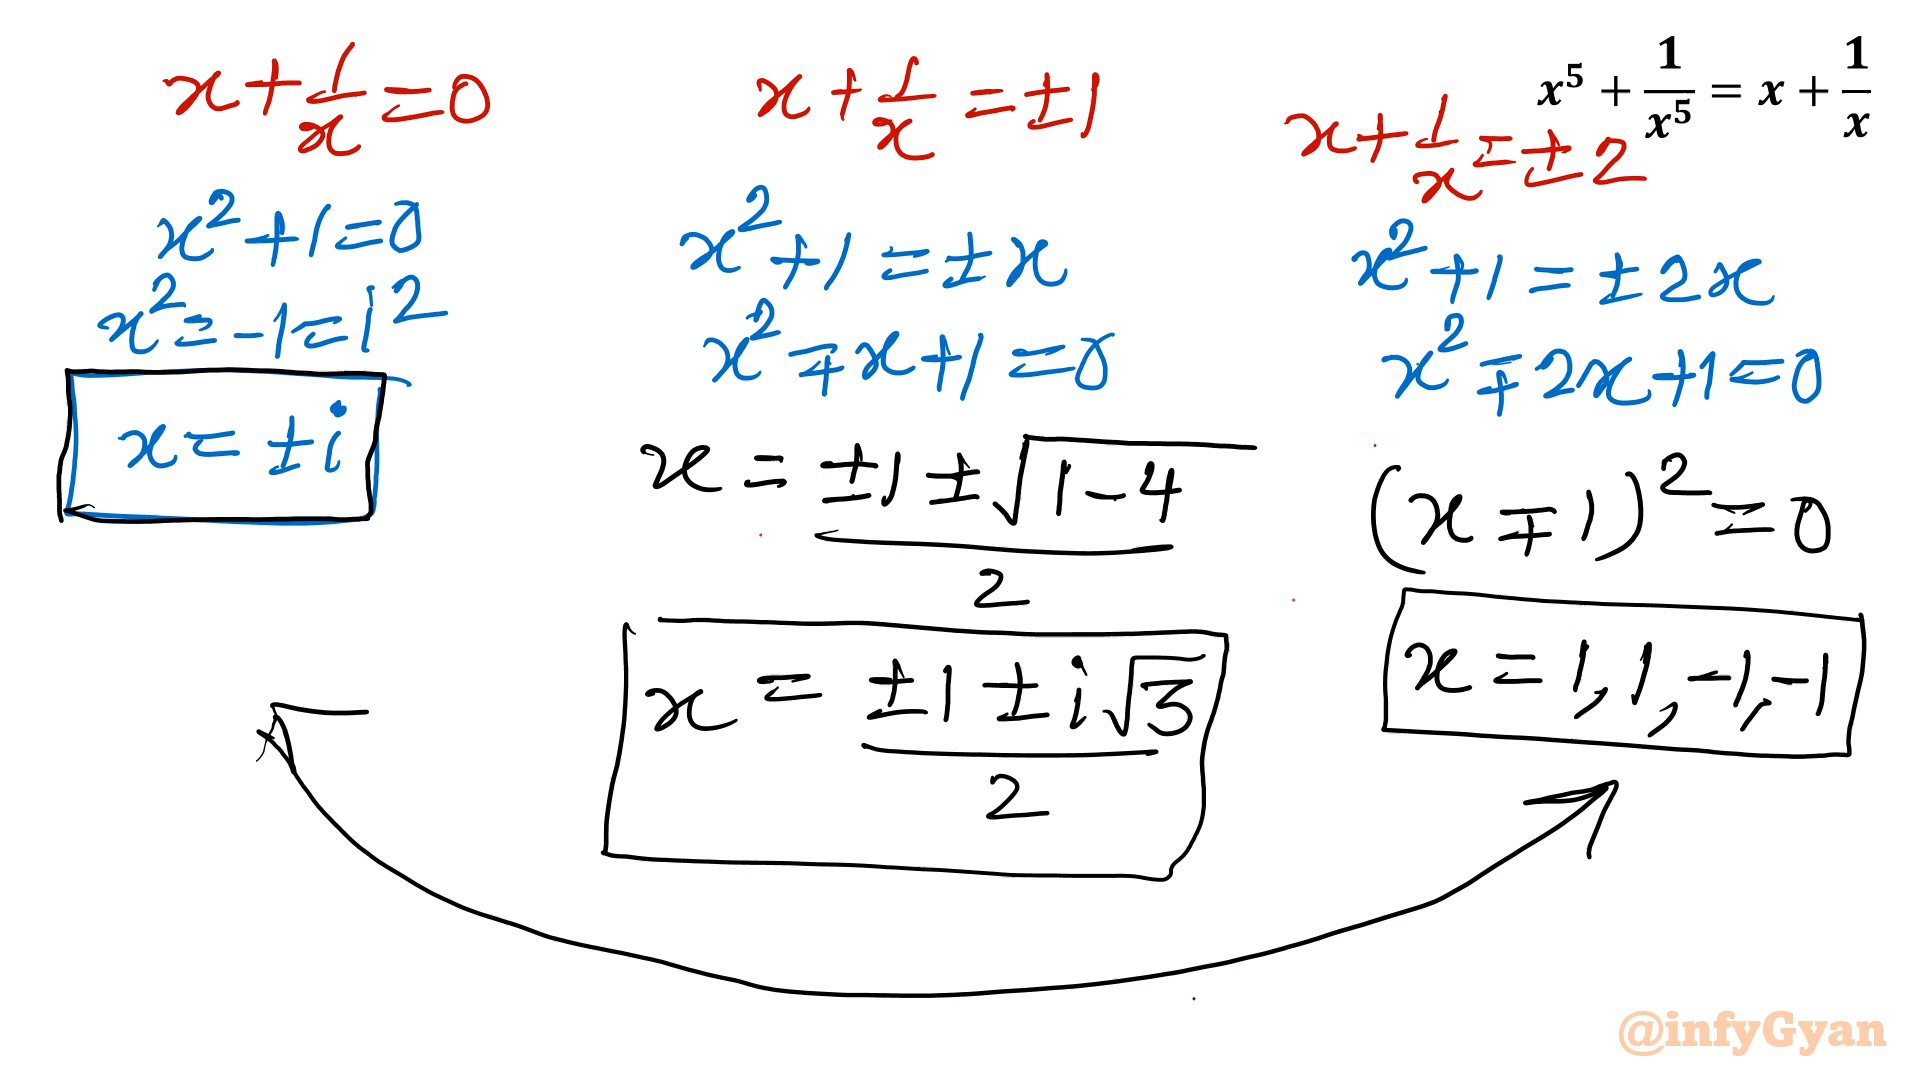 x⁵ + 1/x⁵ = x + 1/x
x + 1/x = 0
x² + 1 = 0
x² = -1 = i²
x = ±i
x + 1/x = ±1
x² + 1 = ±x
x² ∓ x + 1 = 0
x = (±1 ± √(1 - 4))/2
x = (±1 ± i√3)/2
x + 1/x = ±2
x² + 1 = ±2x
x² ∓ 2x + 1 = 0
(x ∓ 1)² = 0
x = 1, 1, -1, -1
@infyGyan